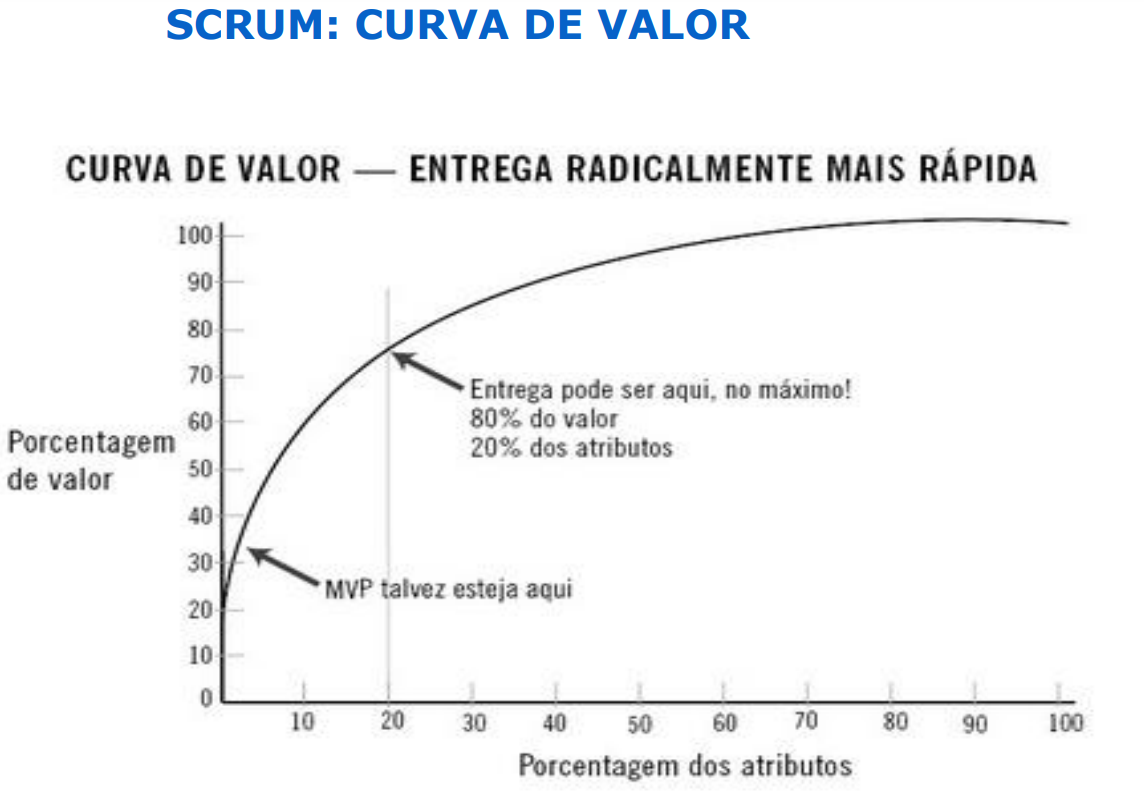 SCRUM: CURVA DE VALOR
CURVA DE VALOR — ENTREGA RADICALMENTE MAIS RÁPIDA
100
90
80
70
60
50
40
30
20
10
0
Porcentagem
de valor
Entrega pode ser aqui, no máximo!
80% do valor
20% dos atributos
MVP talvez esteja aqui
10 20 30 40 50 60 70 80 90 100
Porcentagem dos atributos